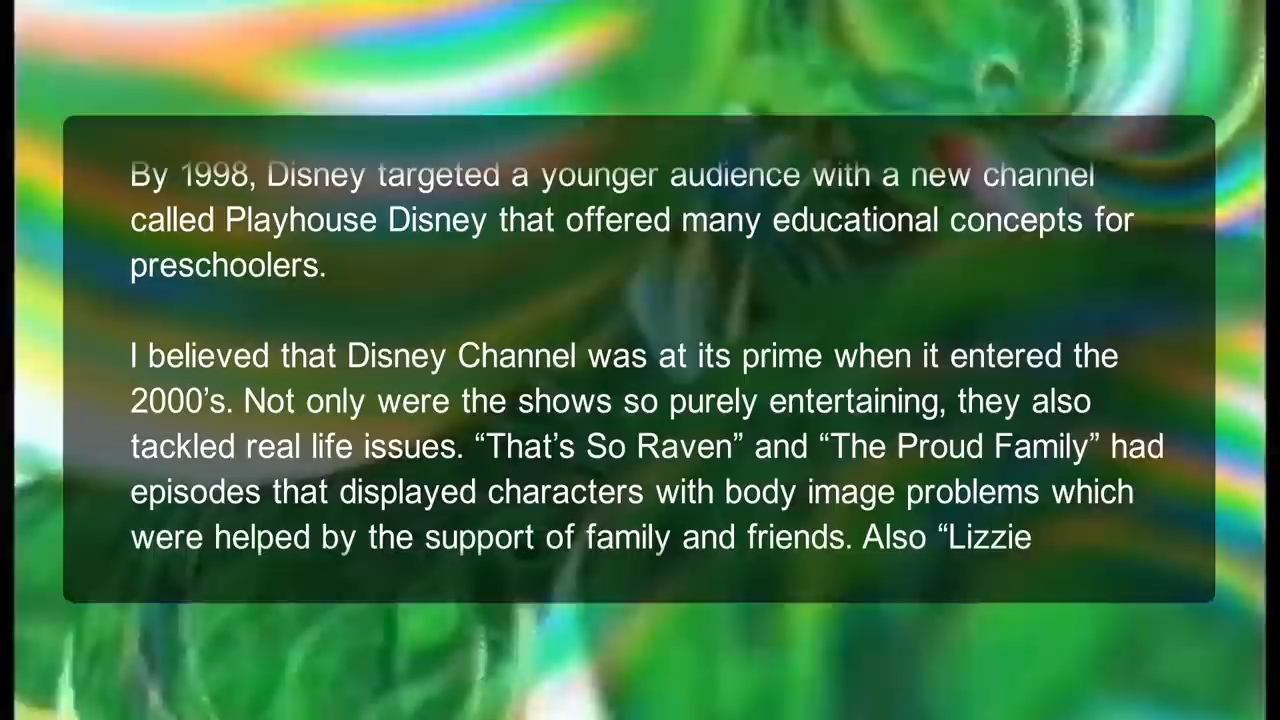 By 1998, Disney targeted a younger audience with a new channel
called Playhouse Disney that offered many educational concepts for
preschoolers.
I believed that Disney Channel was at its prime when it entered the
2000’s. Not only were the shows so purely entertaining, they also
tackled real life issues. “That’s So Raven” and “The Proud Family” had
episodes that displayed characters with body image problems which
were helped by the support of family and friends. Also “Lizzie